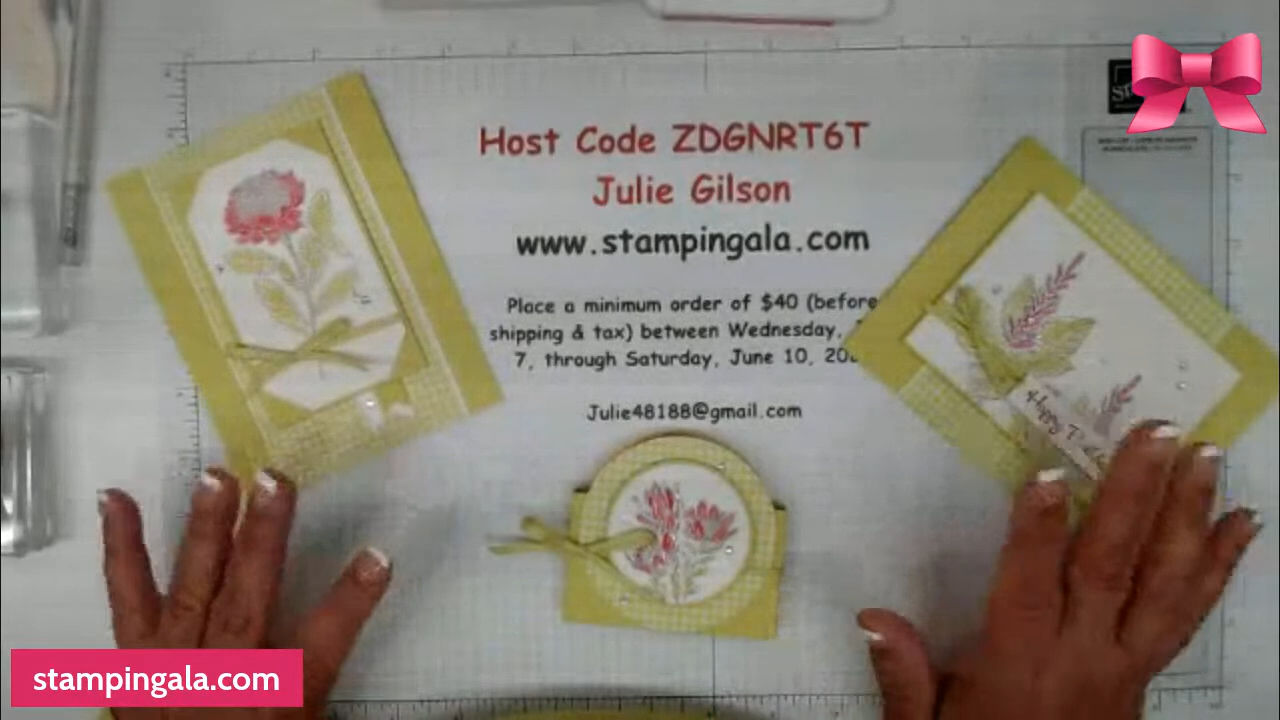 Host Code ZDGNRT6T
Julie Gilson
www.stampingala.com
Place a minimum order of $40 (before
shipping & tax) between Wednesday,
7, through Saturday, June 10,
Julie48188@gmail.com
Happy
stampingala.com